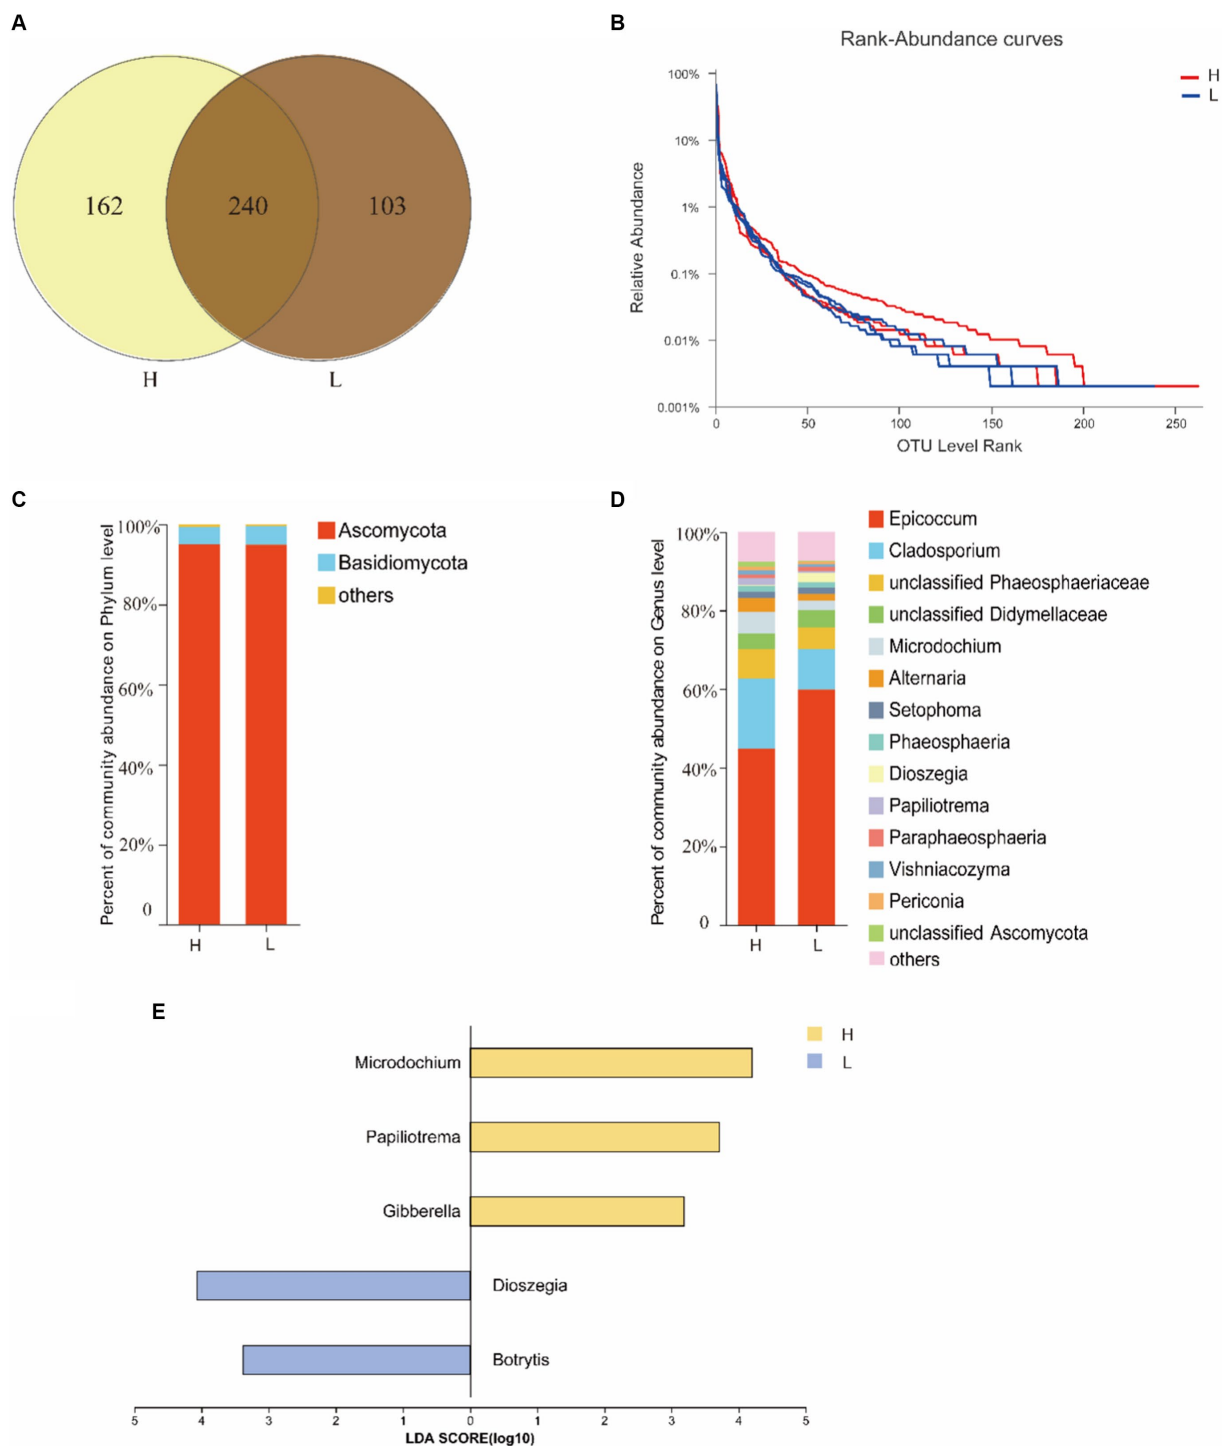 A
162
240
103
H
L
B
Rank-Abundance curves
H
L
Relative Abundance
100%
10%
1%
0.1%
0.01%
0.001%
0
50
100
150
200
250
OTU Level Rank
C
Percent of community abundance on Phylum level
100%
80%
60%
40%
20%
0
H
L
Ascomycota
Basidiomycota
others
D
Percent of community abundance on Genus level
100%
80%
60%
40%
20%
0
H
L
Epicoccum
Cladosporium
unclassified Phaeosphaeriaceae
unclassified Didymellaceae
Microdochium
Alternaria
Setophoma
Phaeosphaeria
Dioszegia
Papiliotrema
Paraphaeosphaeria
Vishniacozyma
Periconia
unclassified Ascomycota
others
E
H
L
Microdochium
Papiliotrema
Gibberella
Dioszegia
Botrytis
5
4
3
2
1
0
1
2
3
4
5
LDA SCORE(log10)